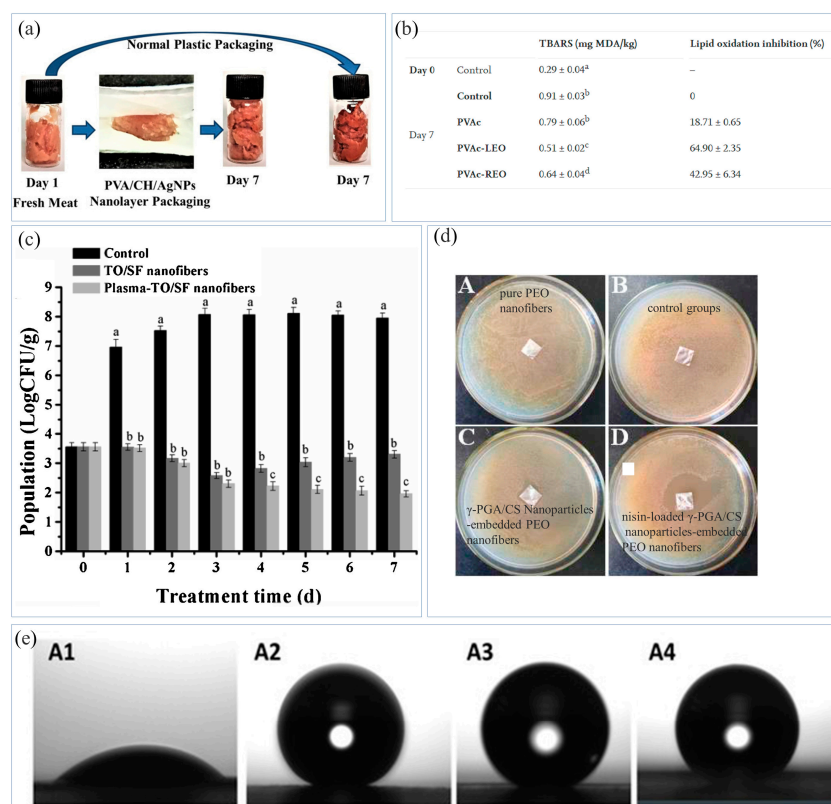 (a)
Normal Plastic Packaging
Day 1
Fresh Meat
PVA/CH/AgNPs
Nanolayer Packaging
Day 7
Day 7
(b)
TBARS (mg MDA/kg) Lipid oxidation inhibition (%)
Day 0 Control 0.29 ± 0.04a –
Control 0.91 ± 0.03b 0
Day 7 PVAc 0.79 ± 0.06b 18.71 ± 0.65
PVAc-LEO 0.51 ± 0.02c 64.90 ± 2.35
PVAc-REO 0.64 ± 0.04d 42.95 ± 6.34
(c)
Control
TO/SF nanofibers
Plasma-TO/SF nanofibers
Population (LogCFU/g)
9
8
7
6
5
4
3
2
1
0
a a a a a a a
b b b b b b b b c b c b c b c
0 1 2 3 4 5 6 7
Treatment time (d)
(d)
A
pure PEO
nanofibers
B
control groups
C
γ-PGA/CS Nanoparticles
-embedded PEO
nanofibers
D
nisin-loaded γ-PGA/CS
nanoparticles-embedded
PEO nanofibers
(e)
A1 A2 A3 A4